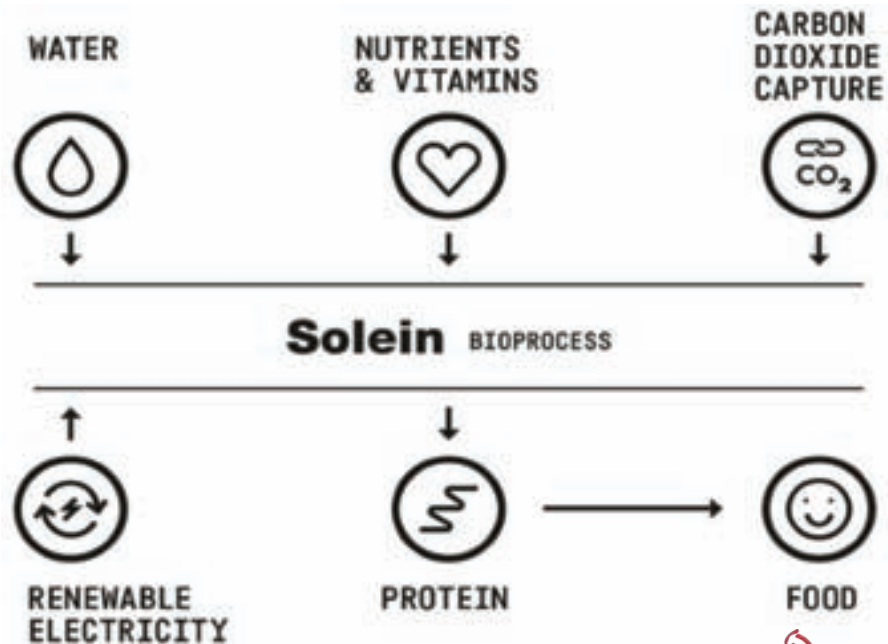 WATER
NUTRIENTS
& VITAMINS
CARBON
DIOXIDE
CAPTURE
CO₂
Solein BIOPROCESS
RENEWABLE
ELECTRICITY
PROTEIN
FOOD